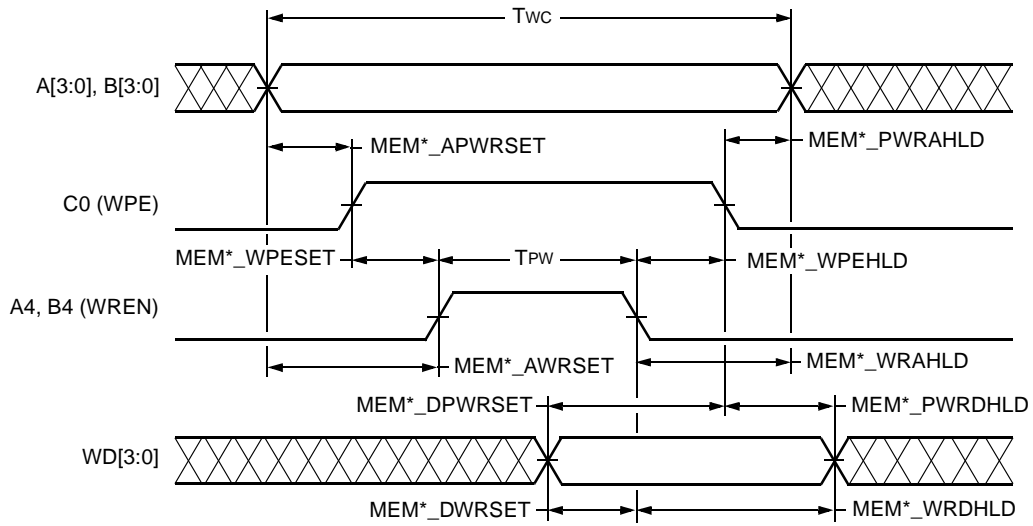 TWC
A[3:0], B[3:0]
MEM*_APWRSET
MEM*_PWRAHLD
C0 (WPE)
MEM*_WPESET
TPW
MEM*_WPEHLD
A4, B4 (WREN)
MEM*_AWRSET
MEM*_WRAHLD
MEM*_DPWRSET
MEM*_PWRDHLD
WD[3:0]
MEM*_DWRSET
MEM*_WRDHLD